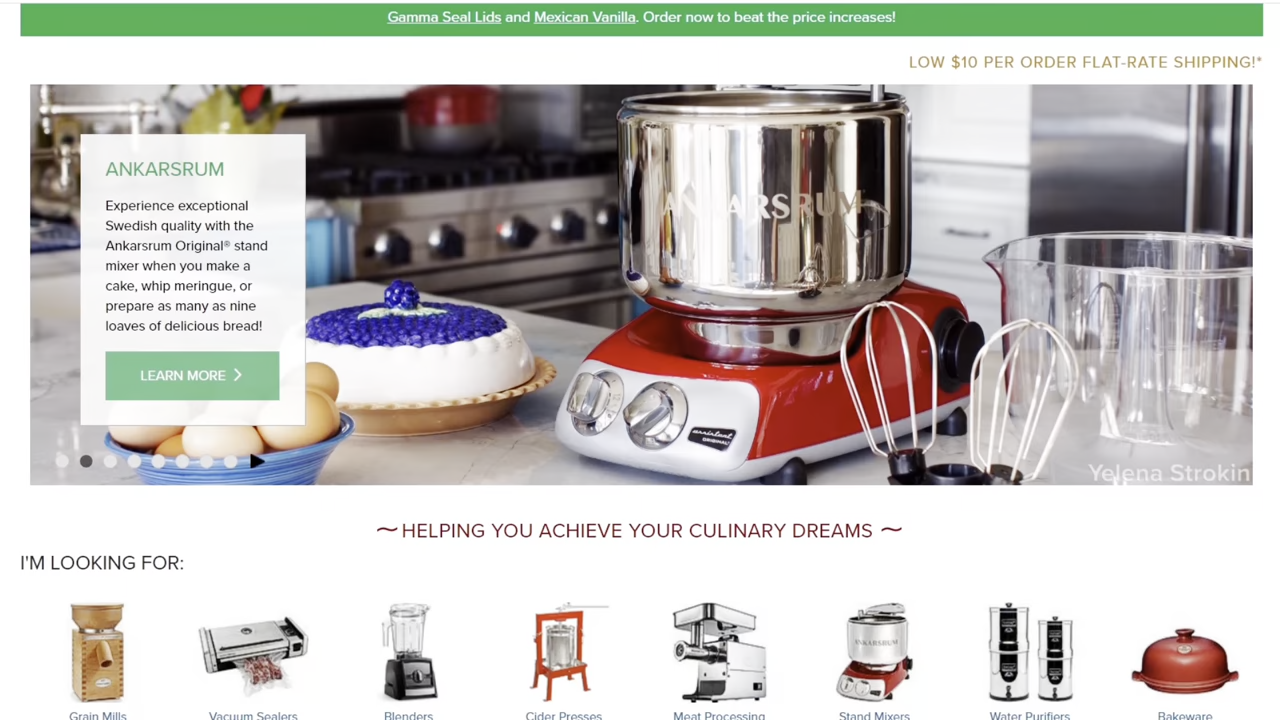 Gamma Seal Lids and Mexican Vanilla. Order now to beat the price increases!
LOW $10 PER ORDER FLAT-RATE SHIPPING!*
ANKARSRUM
Experience exceptional
Swedish quality with the
Ankarsrum Original® stand
mixer when you make a
cake, whip meringue, or
prepare as many as nine
loaves of delicious bread!
LEARN MORE
ANKARSRUM
assistent
ORIGINAL
Yelena Strokin
~ HELPING YOU ACHIEVE YOUR CULINARY DREAMS ~
I'M LOOKING FOR:
ANKARSRUM
Grain Mills
Vacuum Sealers
Blenders
Cider Presses
Meat Processing
Stand Mixers
Water Purifiers
Bakeware